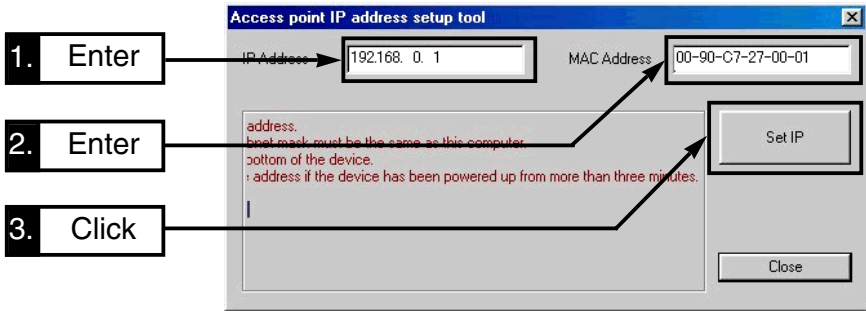 Access point IP address setup tool
1. Enter
IP Address 192.168. 0. 1 MAC Address 00-90-C7-27-00-01
address.
bnet mask must be the same as this computer.
bottom of the device.
address if the device has been powered up from more than three minutes.
Set IP
2. Enter
3. Click
Close